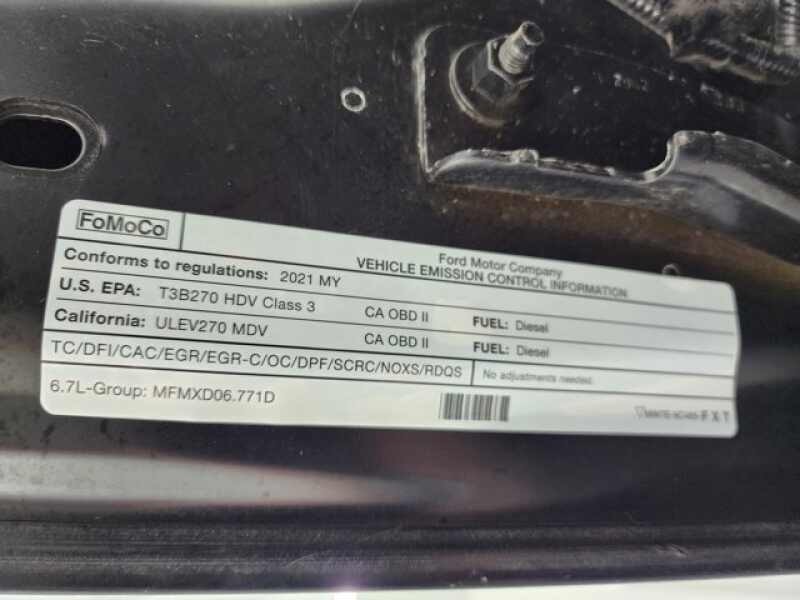 FoMoCo
Ford Motor Company
VEHICLE EMISSION CONTROL INFORMATION
Conforms to regulations: 2021 MY
U.S. EPA: T3B270 HDV Class 3 CA OBD II FUEL: Diesel
California: ULEV270 MDV CA OBD II FUEL: Diesel
TC/DFI/CAC/EGR/EGR-C/OC/DPF/SCRC/NOXS/RDQS No adjustments needed.
6.7L-Group: MFMXD06.771D
FXT